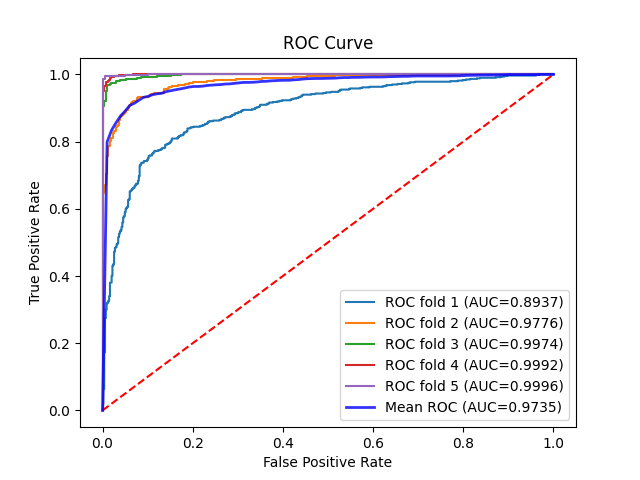 ROC Curve
True Positive Rate
1.0
0.8
0.6
0.4
0.2
0.0
ROC fold 1 (AUC=0.8937)
ROC fold 2 (AUC=0.9776)
ROC fold 3 (AUC=0.9974)
ROC fold 4 (AUC=0.9992)
ROC fold 5 (AUC=0.9996)
Mean ROC (AUC=0.9735)
0.0 0.2 0.4 0.6 0.8 1.0
False Positive Rate